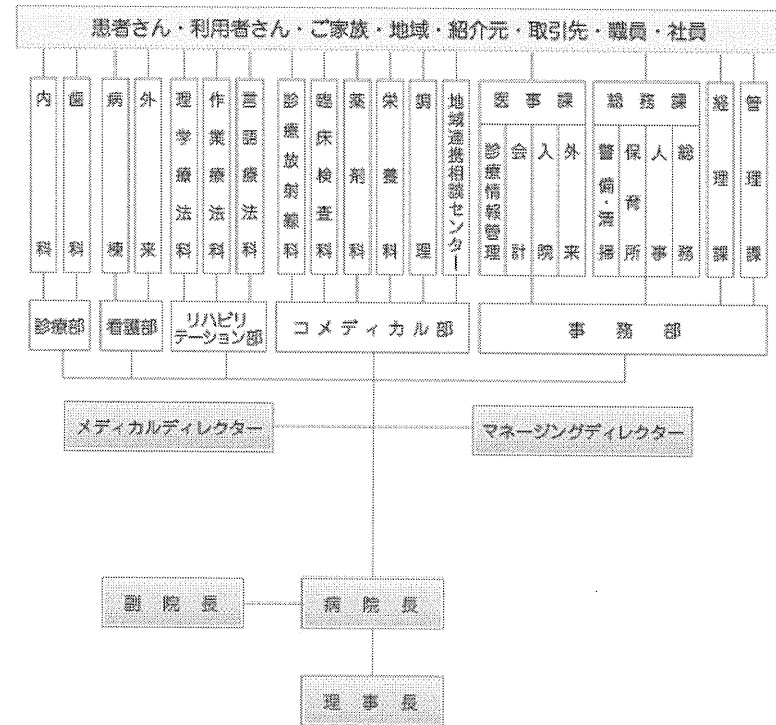 患者さん・利用者さん・ご家族・地域・紹介元・取引先・職員・社員
内科
歯科
病棟
外来
理学療法科
作業療法科
言語療法科
診療放射線科
臨床検査科
薬剤科
栄養科
調理
地域連携相談センター
医事課
診療情報管理
会計
入院
外来
総務課
警備・清掃
保育所
人事
総務
経理課
管理課
診療部
看護部
リハビリ
テーション部
コメディカル部
事務部
メディカルディレクター
マネージングディレクター
副院長
病院長
理事長